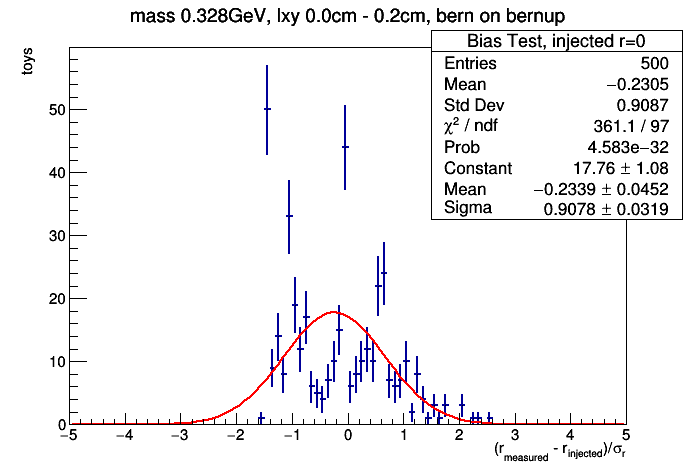 mass 0.328GeV, lxy 0.0cm - 0.2cm, bern on bernup
toys
Bias Test, injected r=0
Entries 500
Mean −0.2305
Std Dev 0.9087
χ² / ndf 361.1 / 97
Prob 4.583e−32
Constant 17.76 ± 1.08
Mean −0.2339 ± 0.0452
Sigma 0.9078 ± 0.0319
50
40
30
20
10
0
−5 −4 −3 −2 −1 0 1 2 3 4 5
(r_measured - r_injected)/σ_r